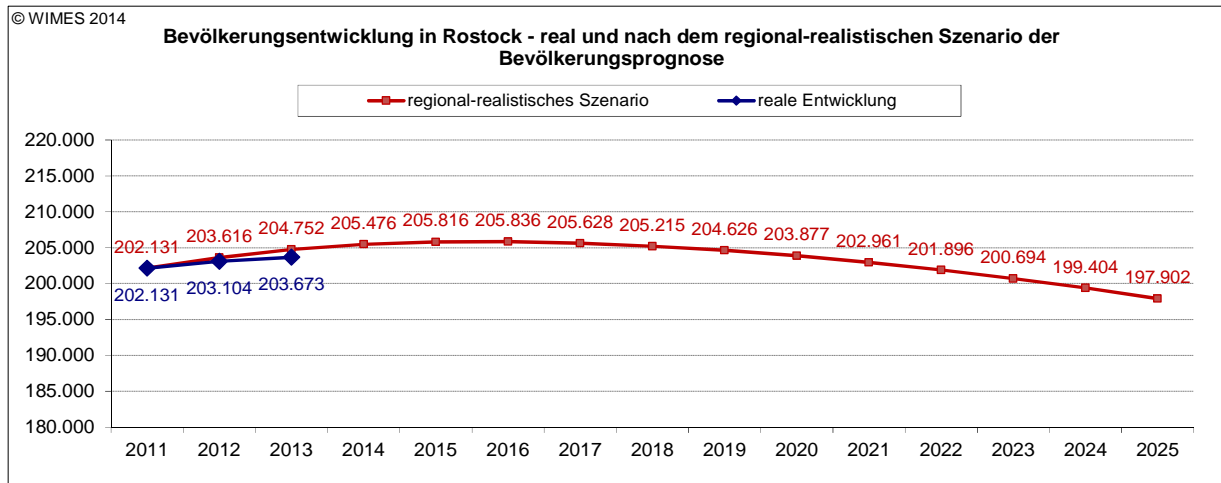 © WIMES 2014
Bevölkerungsentwicklung in Rostock - real und nach dem regional-realistischen Szenario der
Bevölkerungsprognose
regional-realistisches Szenario reale Entwicklung
220.000
215.000
210.000
205.000
200.000
195.000
190.000
185.000
180.000
202.131 203.616 204.752 205.476 205.816 205.836 205.628 205.215 204.626 203.877 202.961 201.896 200.694 199.404 197.902
202.131 203.104 203.673
2011 2012 2013 2014 2015 2016 2017 2018 2019 2020 2021 2022 2023 2024 2025